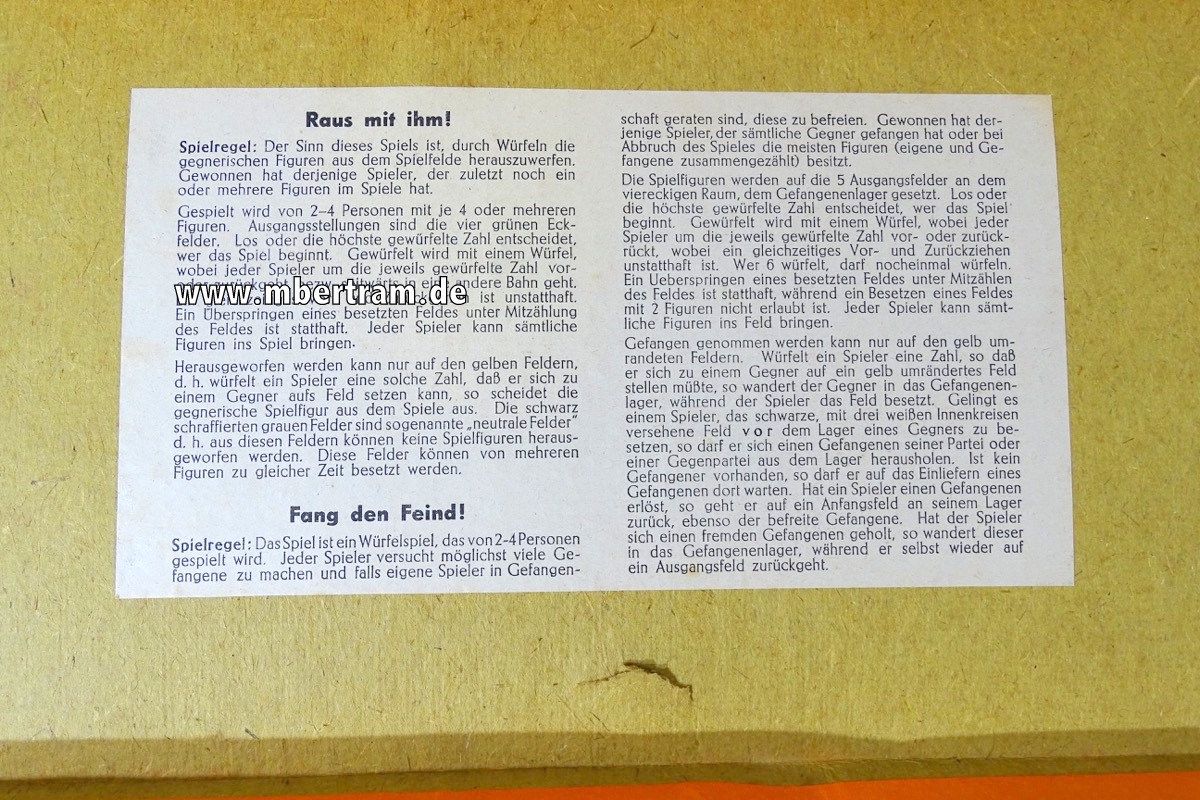 Raus mit ihm!
Spielregel: Der Sinn dieses Spiels ist, durch Würfeln die
gegnerischen Figuren aus dem Spielfelde herauszuwerfen.
Gewonnen hat derjenige Spieler, der zuletzt noch ein
oder mehrere Figuren im Spiele hat.
Gespielt wird von 2–4 Personen mit je 4 oder mehreren
Figuren. Ausgangsstellungen sind die vier grünen Eck-
felder. Los oder die höchste gewürfelte Zahl entscheidet,
wer das Spiel beginnt. Gewürfelt wird mit einem Würfel,
wobei jeder Spieler um die jeweils gewürfelte Zahl vor-
andere Bahn geht.
www.mbertram.de
ist unstatthaft.
Ein Überspringen eines besetzten Feldes unter Mitzählung
des Feldes ist statthaft. Jeder Spieler kann sämtliche
Figuren ins Spiel bringen.
Herausgeworfen werden kann nur auf den gelben Feldern,
d. h. würfelt ein Spieler eine solche Zahl, daß er sich zu
einem Gegner aufs Feld setzen kann, so scheidet die
gegnerische Spielfigur aus dem Spiele aus. Die schwarz
schraffierten grauen Felder sind sogenannte „neutrale Felder"
d. h. aus diesen Feldern können keine Spielfiguren heraus-
geworfen werden. Diese Felder können von mehreren
Figuren zu gleicher Zeit besetzt werden.
Fang den Feind!
Spielregel: Das Spiel ist ein Würfelspiel, das von 2-4 Personen
gespielt wird. Jeder Spieler versucht möglichst viele Ge-
fangene zu machen und falls eigene Spieler in Gefangen-
schaft geraten sind, diese zu befreien. Gewonnen hat der-
jenige Spieler, der sämtliche Gegner gefangen hat oder bei
Abbruch des Spieles die meisten Figuren (eigene und Ge-
fangene zusammengezählt) besitzt.
Die Spielfiguren werden auf die 5 Ausgangsfelder an dem
viereckigen Raum, dem Gefangenenlager gesetzt. Los oder
die höchste gewürfelte Zahl entscheidet, wer das Spiel
beginnt. Gewürfelt wird mit einem Würfel, wobei jeder
Spieler um die jeweils gewürfelte Zahl vor- oder zurück-
rückt, wobei ein gleichzeitiges Vor- und Zurückziehen
unstatthaft ist. Wer 6 würfelt, darf nocheinmal würfeln.
Ein Ueberspringen eines besetzten Feldes unter Mitzählen
des Feldes ist statthaft, während ein Besetzen eines Feldes
mit 2 Figuren nicht erlaubt ist. Jeder Spieler kann sämt-
liche Figuren ins Feld bringen.
Gefangen genommen werden kann nur auf den gelb um-
randeten Feldern. Würfelt ein Spieler eine Zahl, so daß
er sich zu einem Gegner auf ein gelb umrändertes Feld
stellen müßte, so wandert der Gegner in das Gefangenen-
lager, während der Spieler das Feld besetzt. Gelingt es
einem Spieler, das schwarze, mit drei weißen Innenkreisen
versehene Feld vor dem Lager eines Gegners zu be-
setzen, so darf er sich einen Gefangenen seiner Partei oder
einer Gegenpartei aus dem Lager herausholen. Ist kein
Gefangener vorhanden, so darf er auf das Einliefern eines
Gefangenen dort warten. Hat ein Spieler einen Gefangenen
erlöst, so geht er auf ein Anfangsfeld an seinem Lager
zurück, ebenso der befreite Gefangene. Hat der Spieler
sich einen fremden Gefangenen geholt, so wandert dieser
in das Gefangenenlager, während er selbst wieder auf
ein Ausgangsfeld zurückgeht.